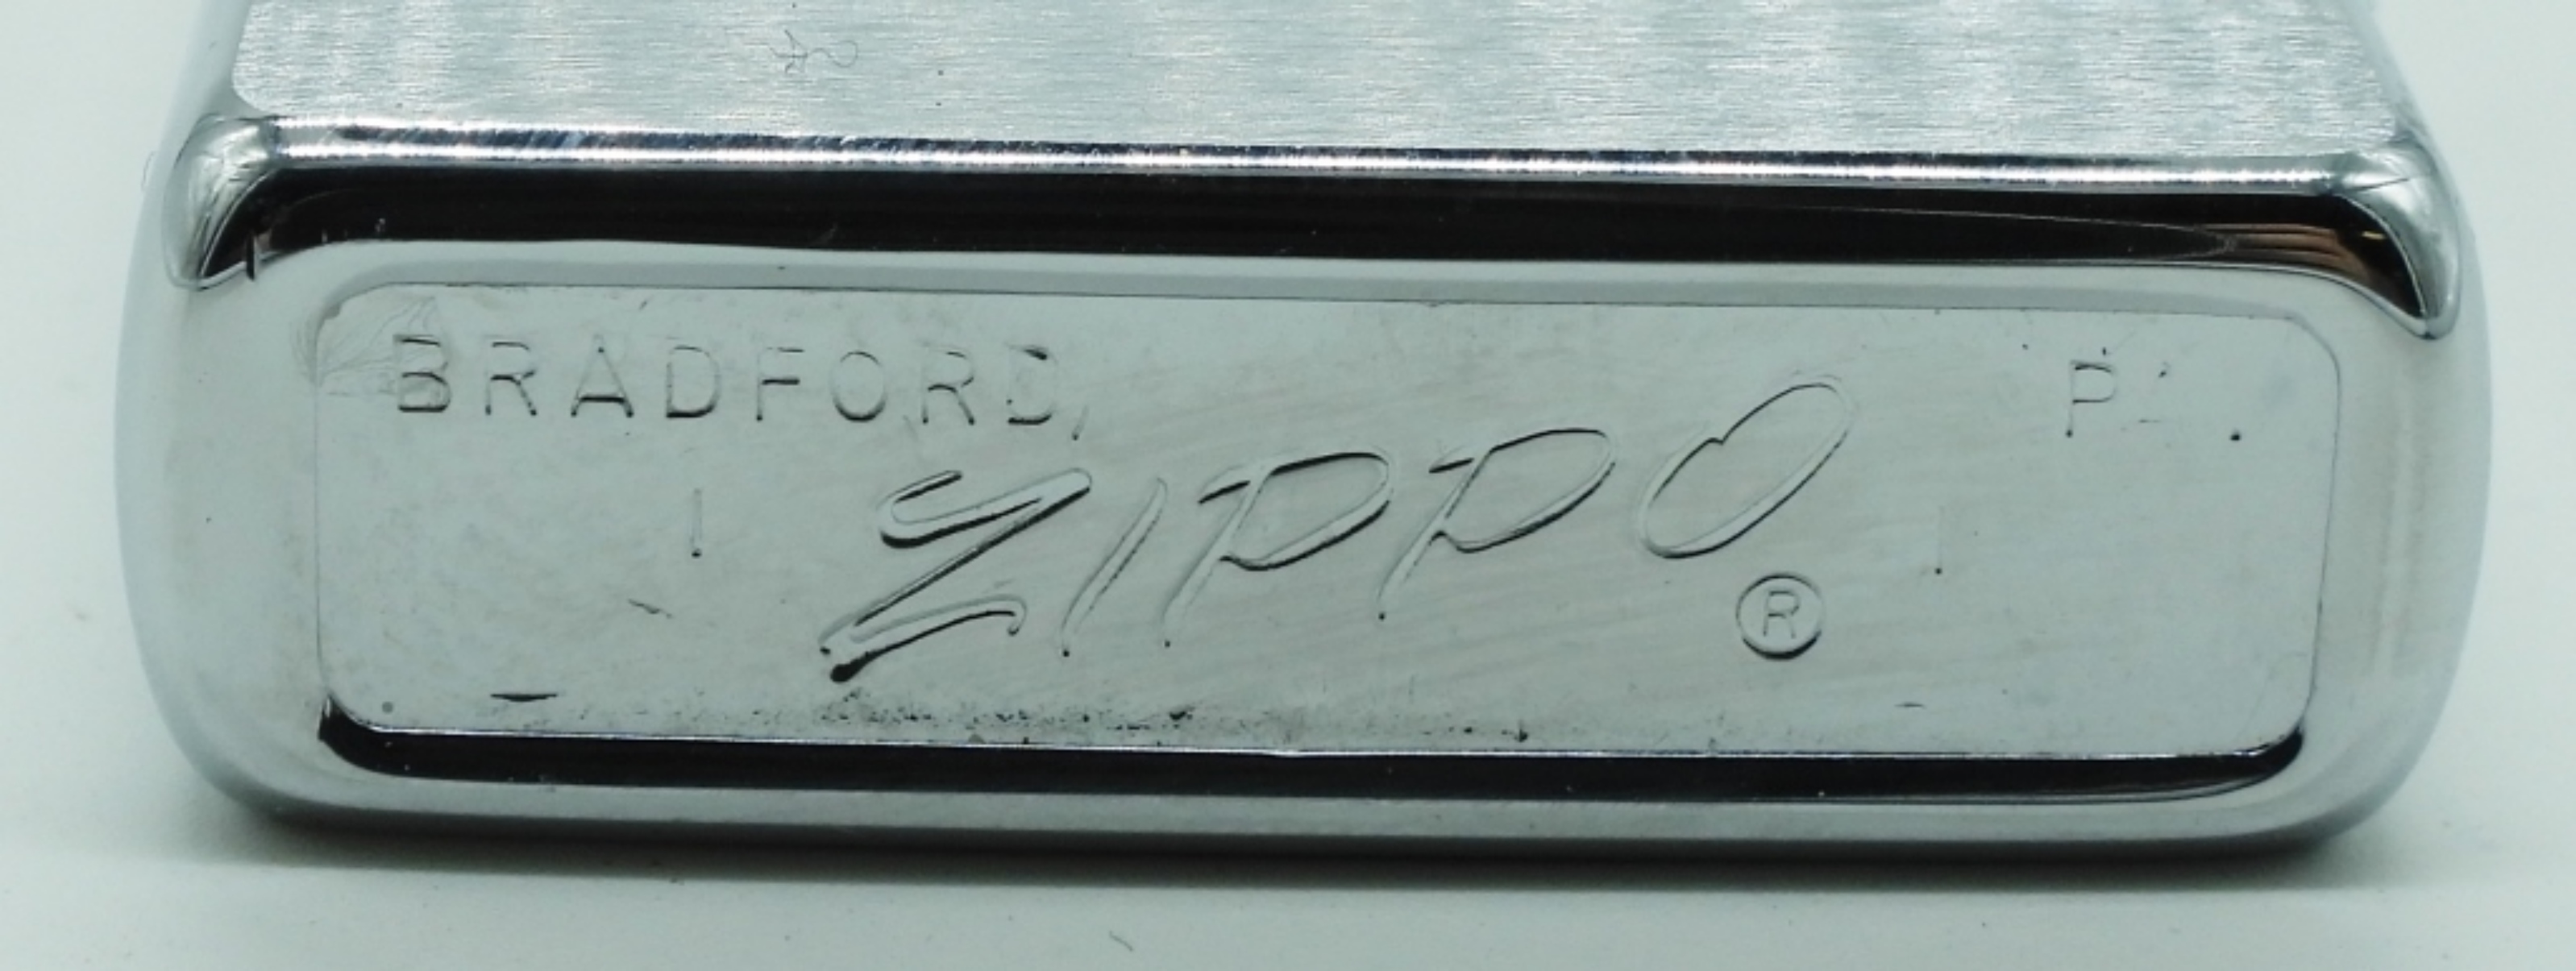 BRADFORD, PA.
| ZIPPO |
®